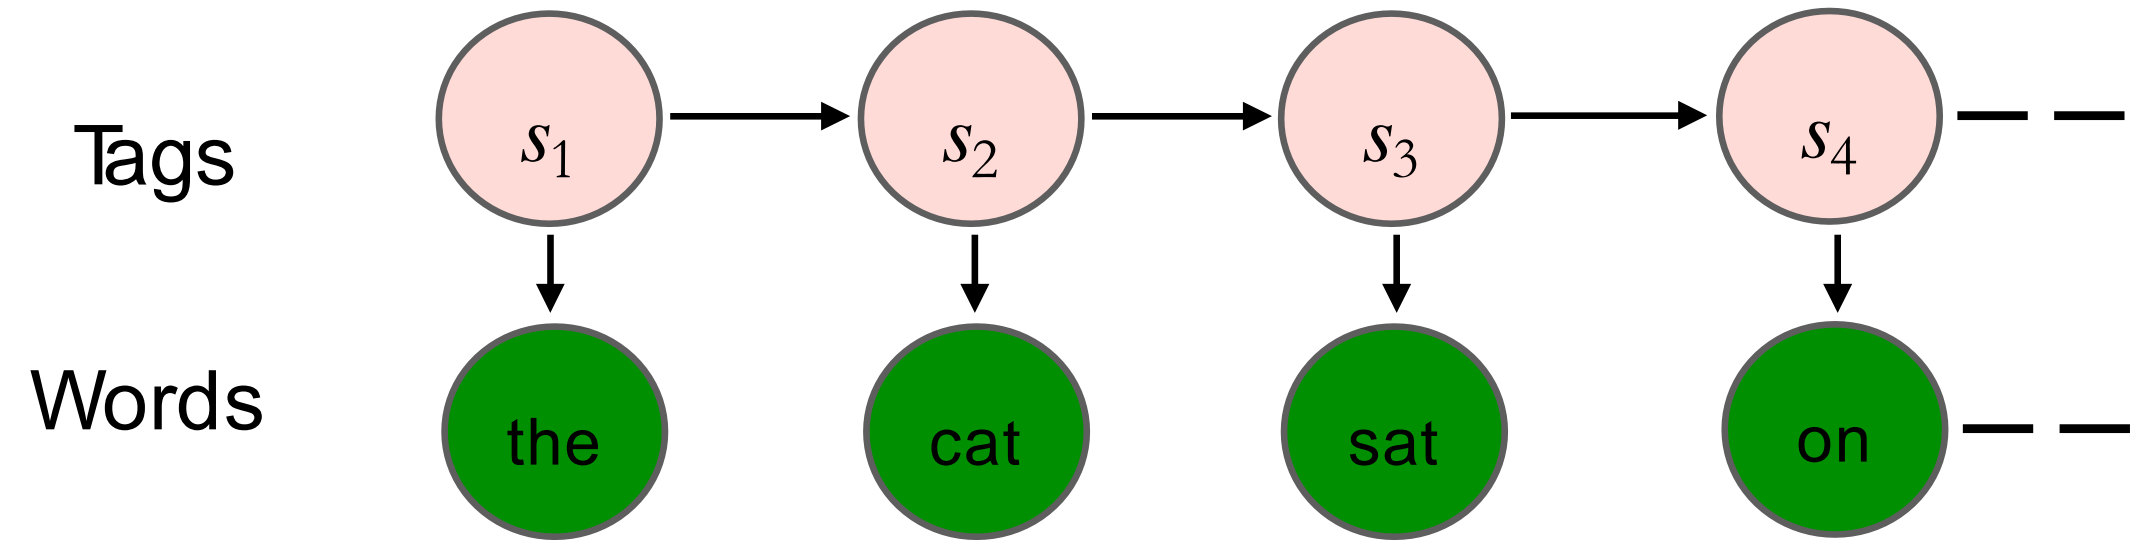 Tags s₁ s₂ s₃ s₄
Words the cat sat on